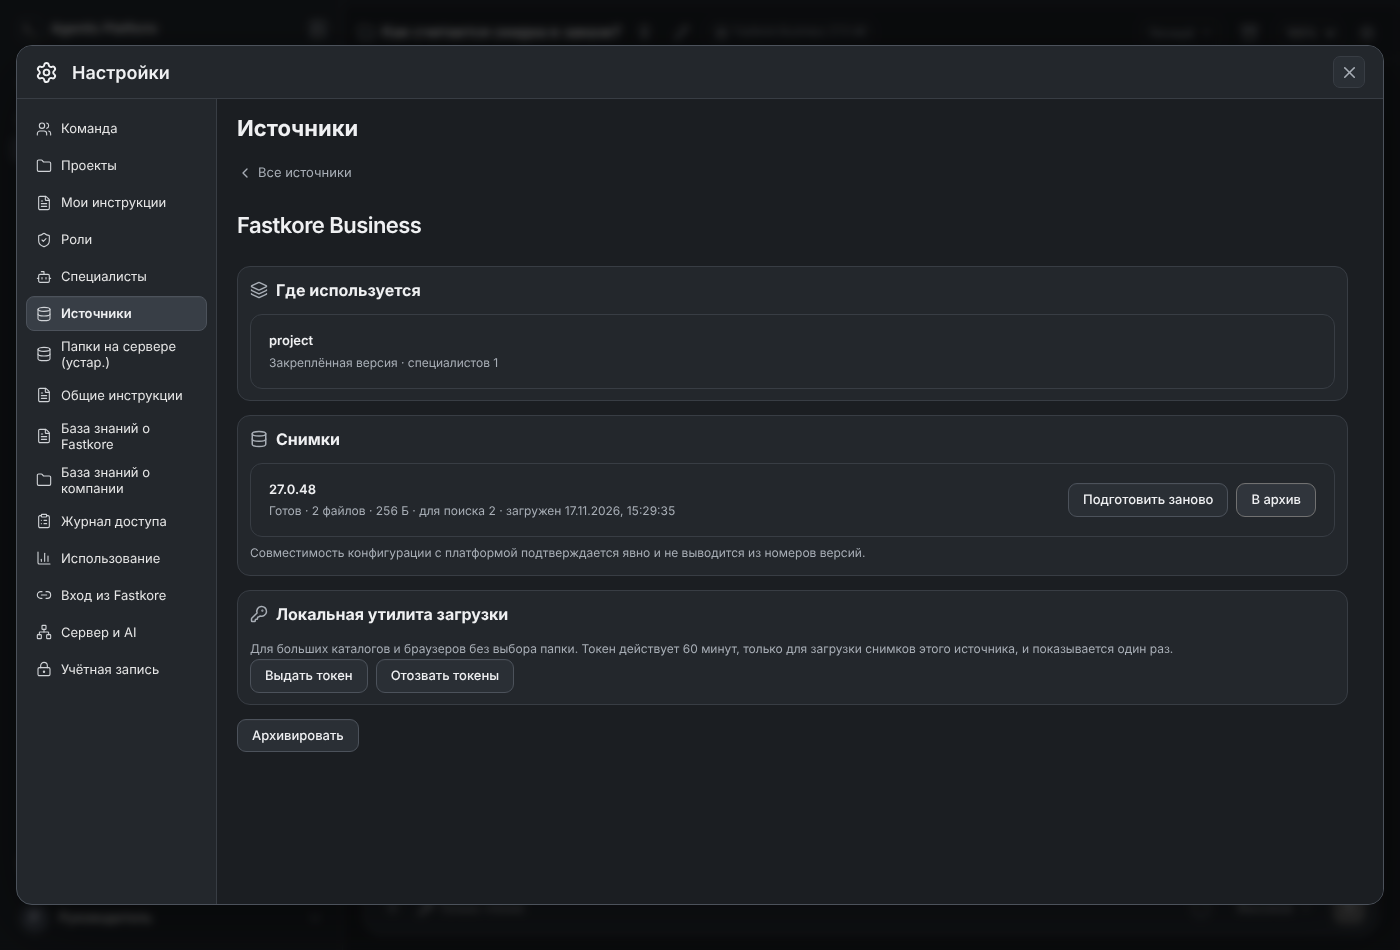 Настройки
Команда
Проекты
Мои инструкции
Роли
Специалисты
Источники
Папки на сервере
(устар.)
Общие инструкции
База знаний о
Fastkore
База знаний о
компании
Журнал доступа
Использование
Вход из Fastkore
Сервер и AI
Учётная запись
Источники
Все источники
Fastkore Business
Где используется
project
Закреплённая версия · специалистов 1
Снимки
27.0.48
Готов · 2 файлов · 256 Б · для поиска 2 · загружен 17.11.2026, 15:29:35
Подготовить заново
В архив
Совместимость конфигурации с платформой подтверждается явно и не выводится из номеров версий.
Локальная утилита загрузки
Для больших каталогов и браузеров без выбора папки. Токен действует 60 минут, только для загрузки снимков этого источника, и показывается один раз.
Выдать токен
Отозвать токены
Архивировать